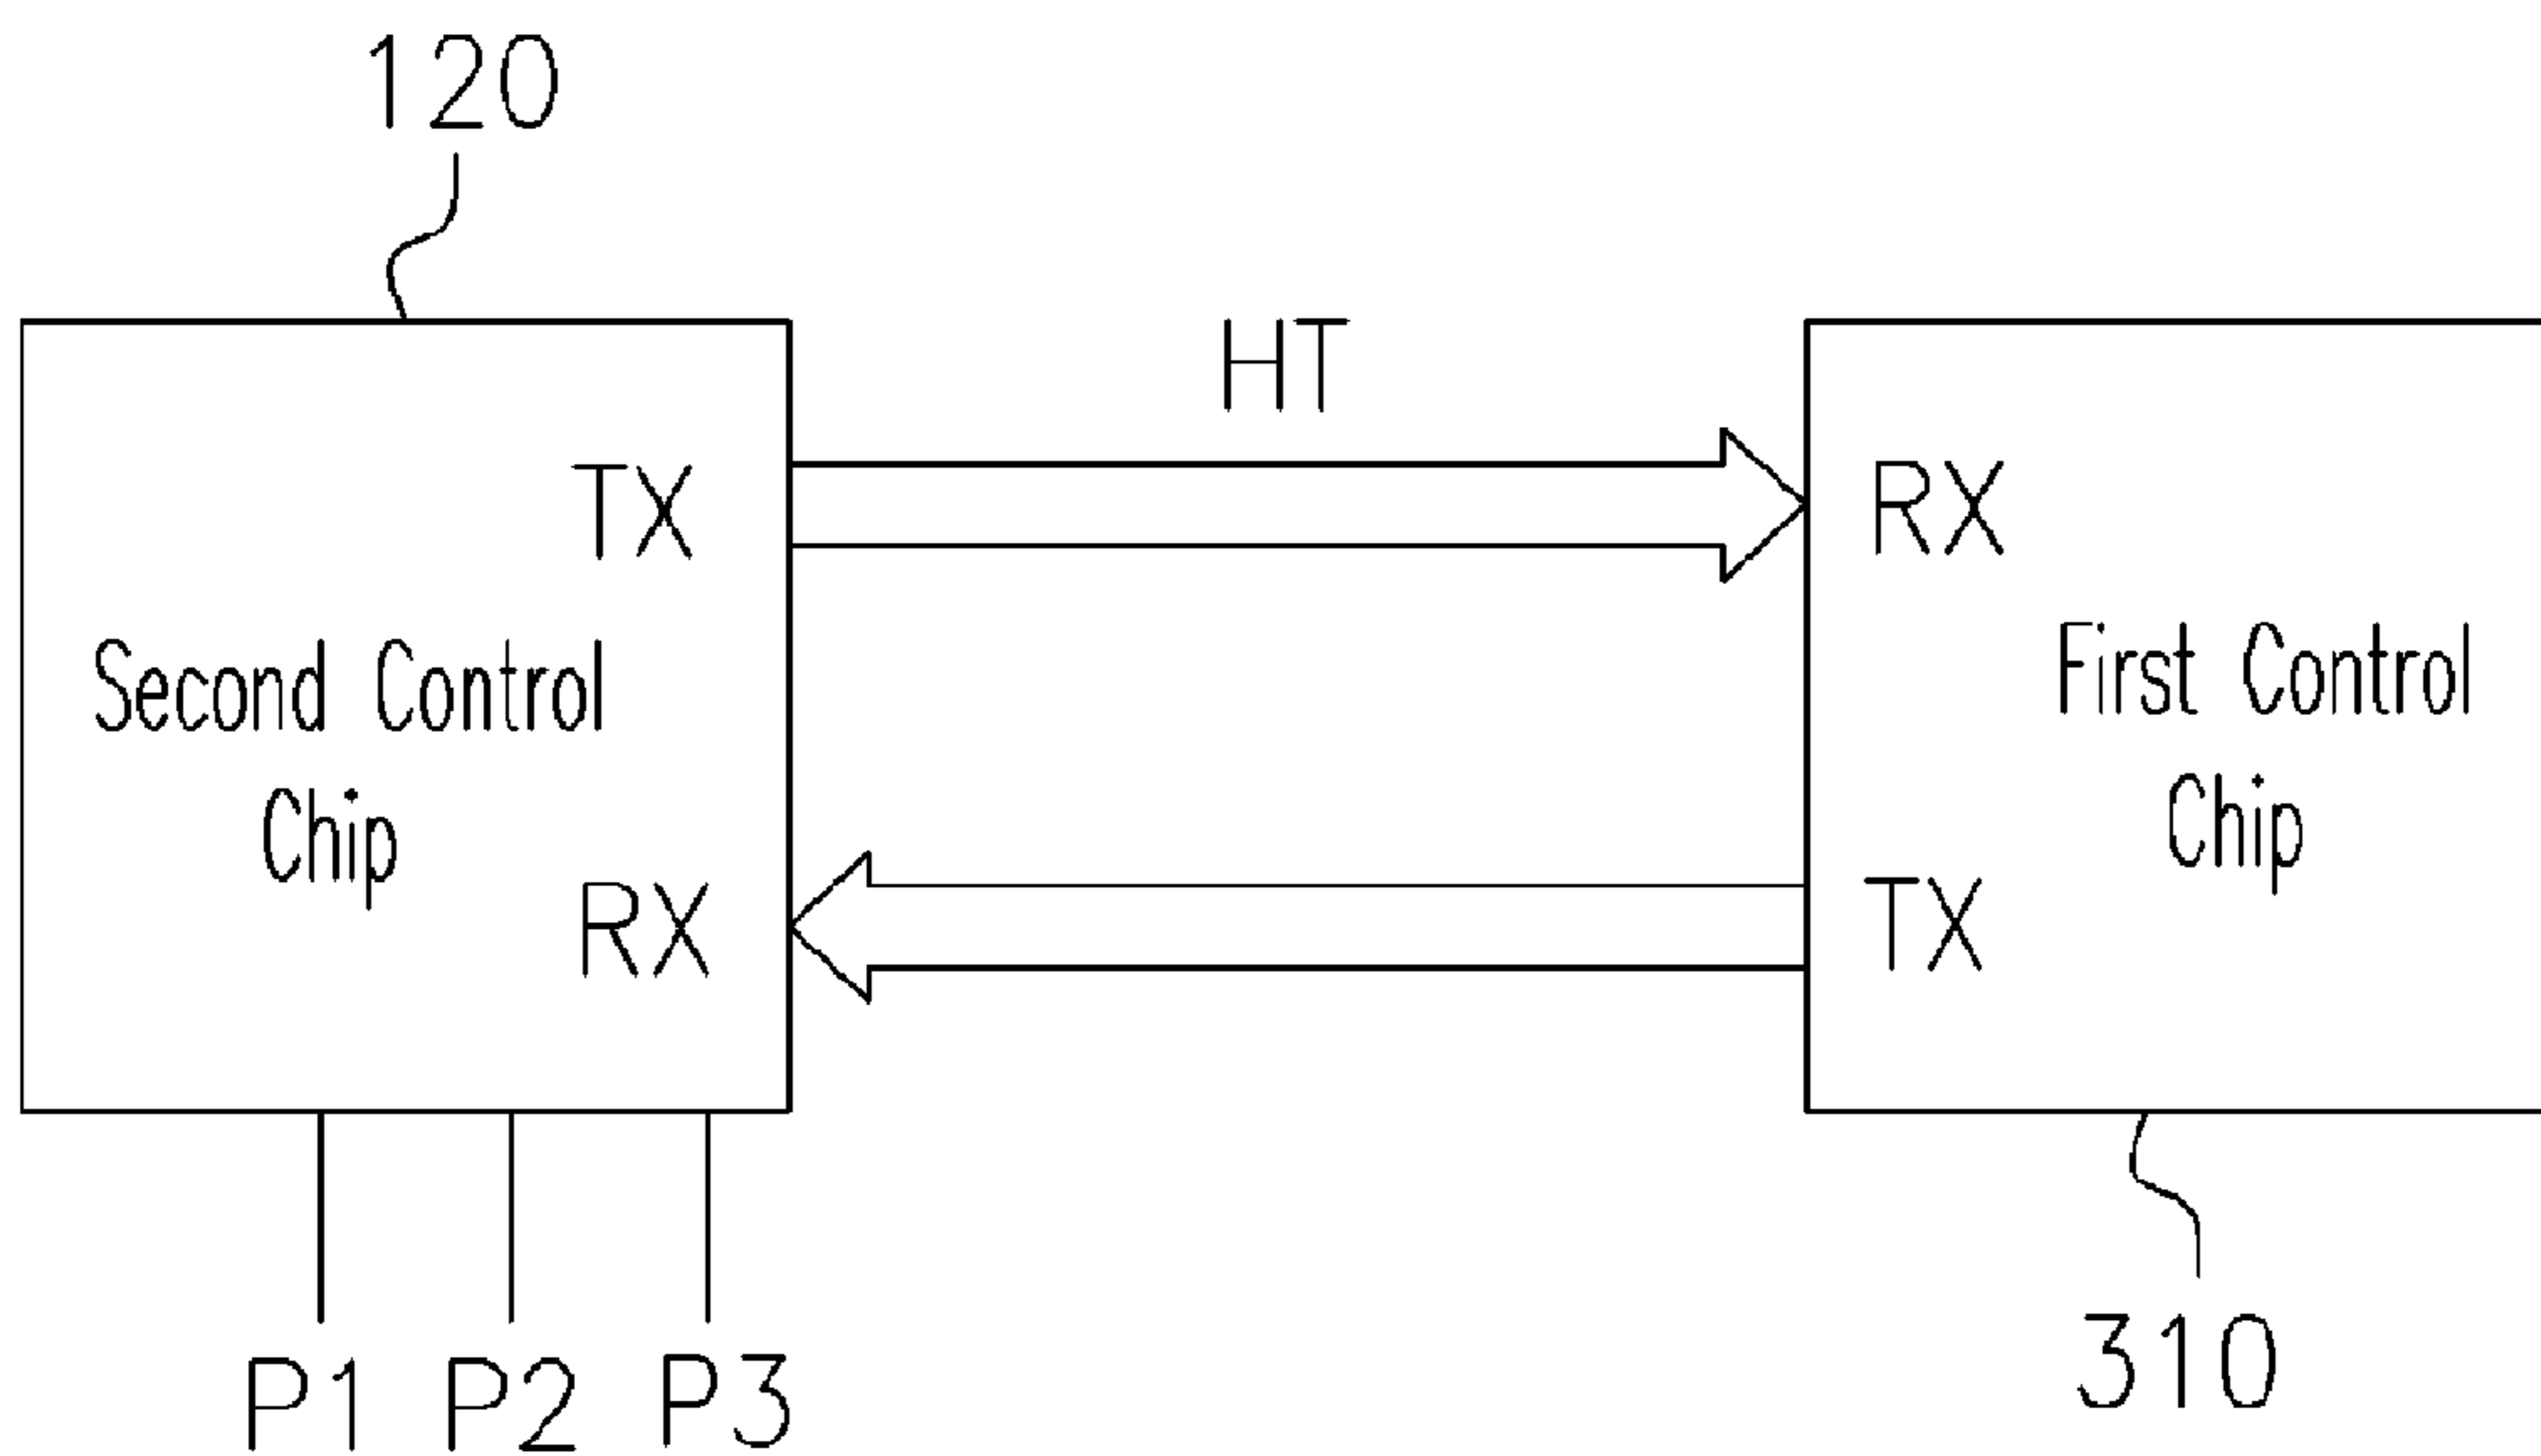 120
HT
TX
RX
Second Control
Chip
First Control
Chip
RX
TX
P1
P2
P3
310